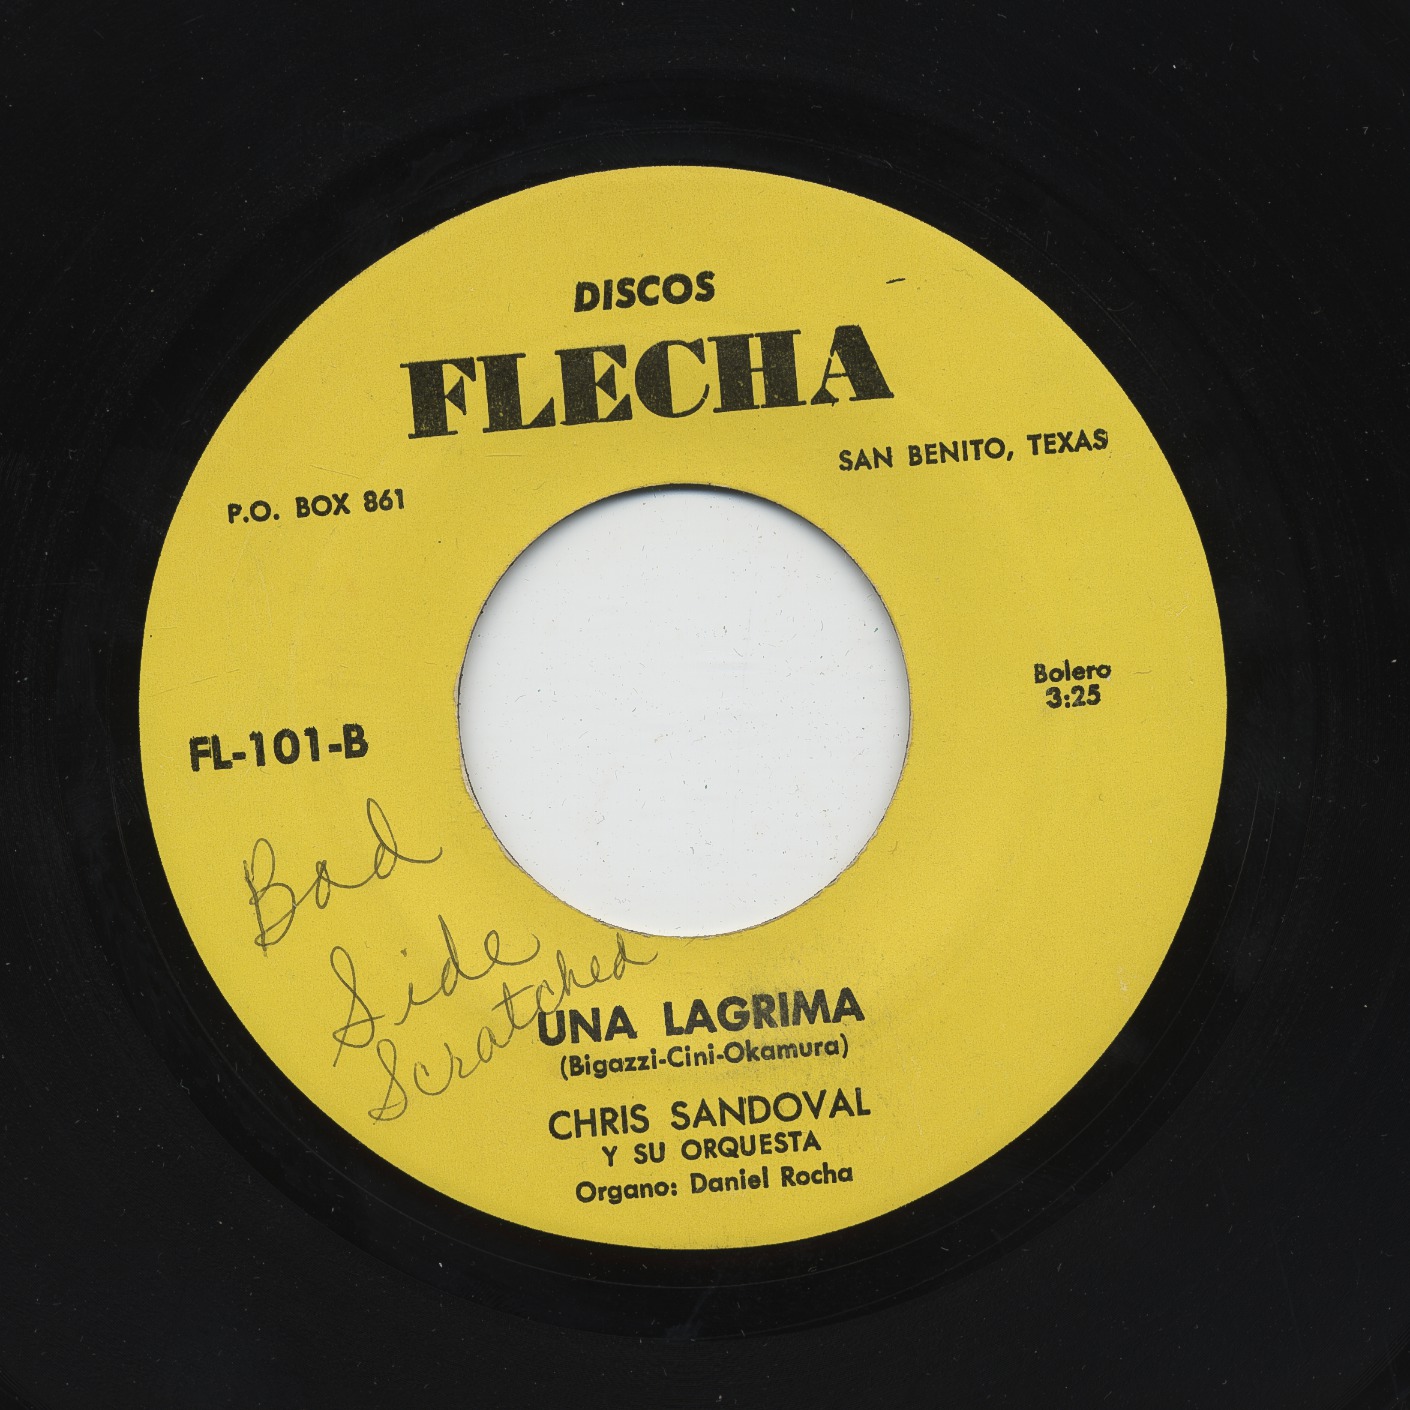 DISCOS
FLECHA
SAN BENITO, TEXAS
P.O. BOX 861
Bolero
3:25
FL-101-B
Bad
Side
Scratched
UNA LAGRIMA
(Bigazzi-Cini-Okamura)
CHRIS SANDOVAL
Y SU ORQUESTA
Organo: Daniel Rocha